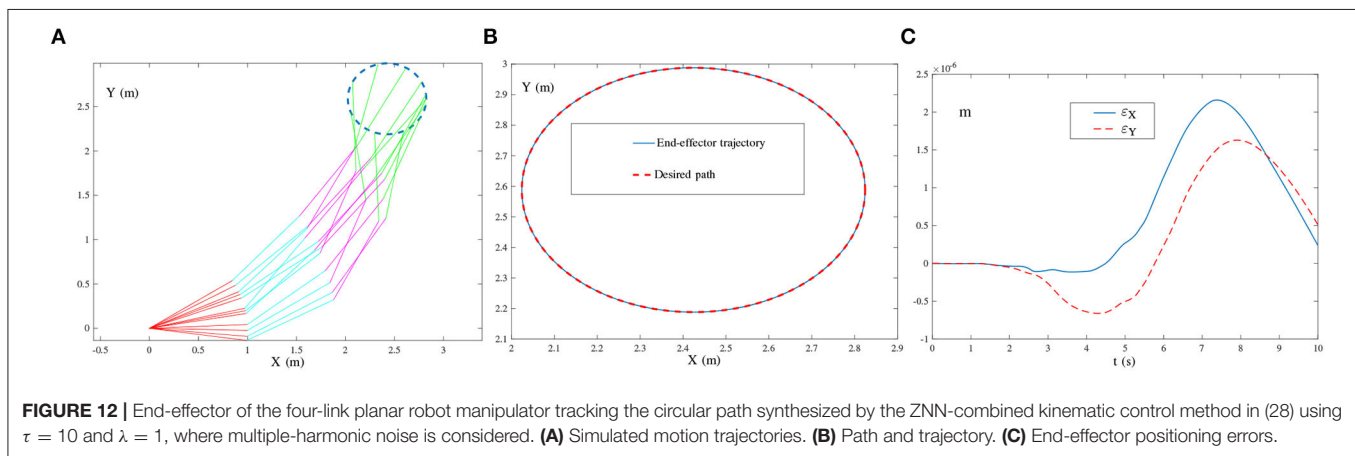 A
Y (m)
2.5
2
1.5
1
0.5
0
-0.5 0 0.5 1 1.5 2 2.5 3
X (m)
B
Y (m)
3
2.9
2.8
2.7
2.6
2.5
2.4
2.3
2.2
2.1
End-effector trajectory
Desired path
2 2.1 2.2 2.3 2.4 2.5 2.6 2.7 2.8 2.9
X (m)
C
×10⁻⁶
m
2.5
2
1.5
1
0.5
0
-0.5
-1
εX
εY
0 1 2 3 4 5 6 7 8 9 10
t (s)
FIGURE 12 | End-effector of the four-link planar robot manipulator tracking the circular path synthesized by the ZNN-combined kinematic control method in (28) using
τ = 10 and λ = 1, where multiple-harmonic noise is considered. (A) Simulated motion trajectories. (B) Path and trajectory. (C) End-effector positioning errors.